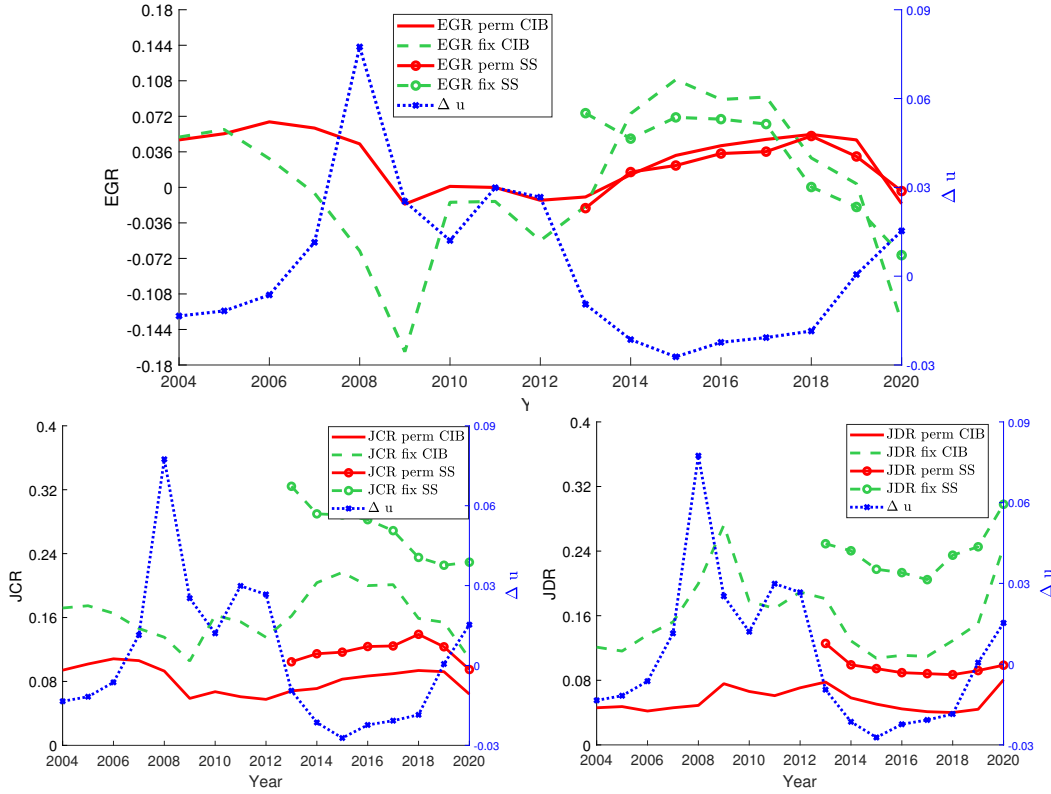 EGR perm CIB
EGR fix CIB
EGR perm SS
EGR fix SS
Δ u
0.18
0.144
0.108
0.072
0.036
0
-0.036
-0.072
-0.108
-0.144
-0.18
EGR
0.09
0.06
0.03
0
-0.03
Δ u
2004 2006 2008 2010 2012 2014 2016 2018 2020
JCR perm CIB
JCR fix CIB
JCR perm SS
JCR fix SS
Δ u
0.4
0.32
0.24
0.16
0.08
0
JCR
0.09
0.06
0.03
0
-0.03
Δ u
2004 2006 2008 2010 2012 2014 2016 2018 2020
Year
JDR perm CIB
JDR fix CIB
JDR perm SS
JDR fix SS
Δ u
0.4
0.32
0.24
0.16
0.08
0
JDR
0.09
0.06
0.03
0
-0.03
Δ u
2004 2006 2008 2010 2012 2014 2016 2018 2020
Year